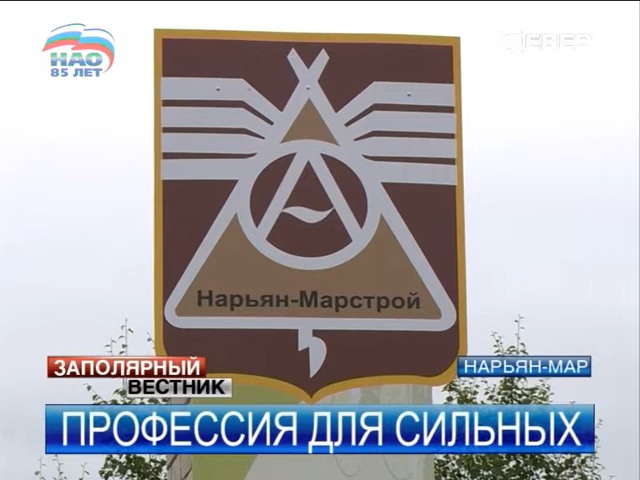 НАО
85 ЛЕТ
СЕВЕР
Нарьян-Марстрой
ЗАПОЛЯРНЫЙ
ВЕСТНИК
НАРЬЯН-МАР
ПРОФЕССИЯ ДЛЯ СИЛЬНЫХ